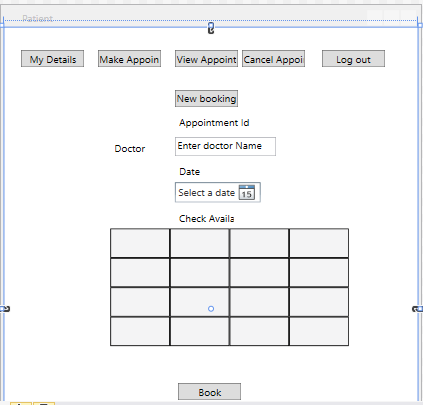 Patient
My Details Make Appoin View Appoint Cancel Appoi Log out
New booking
Appointment Id
Doctor Enter doctor Name
Date
Select a date 15
Check Availa
Book